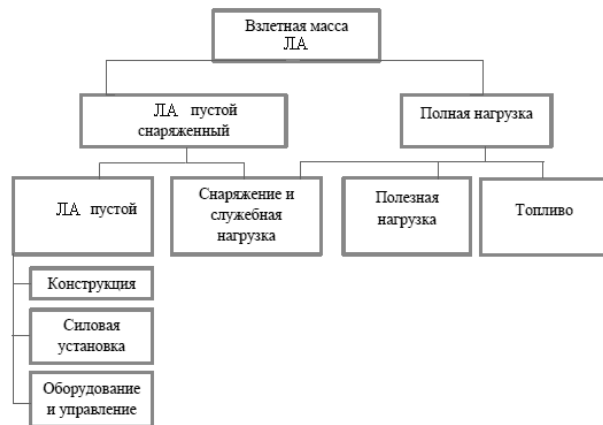 Взлетная масса
ЛА
ЛА пустой
снаряженный
Полная нагрузка
ЛА пустой
Снаряжение и
служебная
нагрузка
Полезная
нагрузка
Топливо
Конструкция
Силовая
установка
Оборудование
и управление